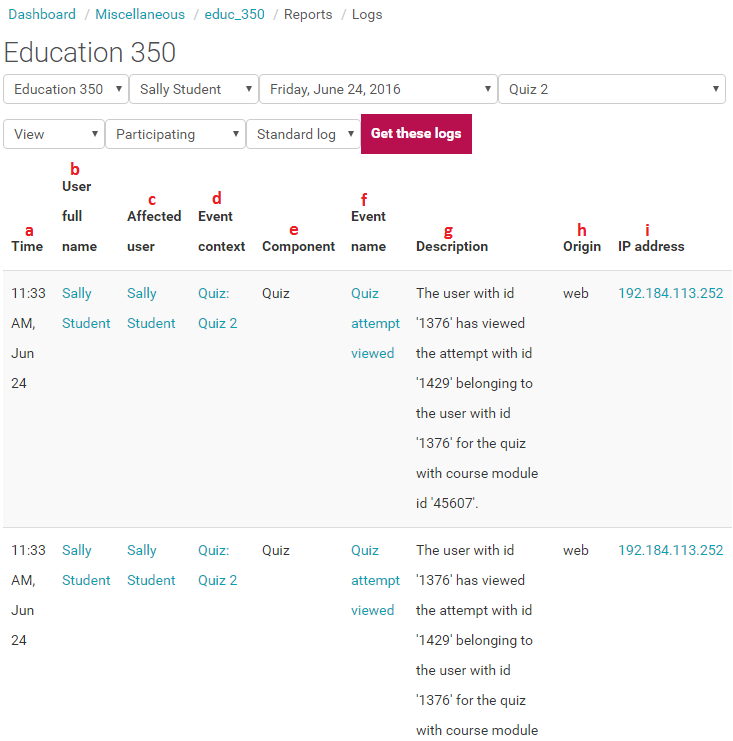 Dashboard / Miscellaneous / educ_350 / Reports / Logs
Education 350
Education 350 Sally Student Friday, June 24, 2016 Quiz 2
View Participating Standard log Get these logs
b
User
c d f
full Affected Event Event
a e g h i
Time name user context Component name Description Origin IP address
11:33 Sally Sally Quiz: Quiz Quiz The user with id web 192.184.113.252
AM, Student Student Quiz 2 attempt '1376' has viewed
Jun viewed the attempt with id
24 '1429' belonging to
the user with id
'1376' for the quiz
with course module
id '45607'.
11:33 Sally Sally Quiz: Quiz Quiz The user with id web 192.184.113.252
AM, Student Student Quiz 2 attempt '1376' has viewed
Jun viewed the attempt with id
24 '1429' belonging to
the user with id
'1376' for the quiz
with course module